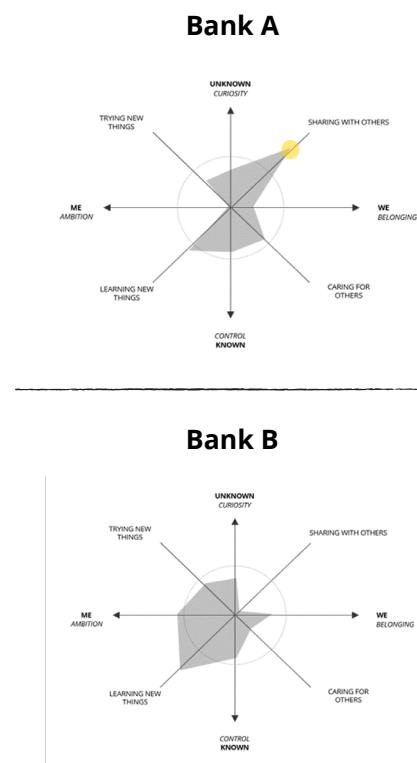 Bank A
UNKNOWN
CURIOSITY
TRYING NEW
THINGS
SHARING WITH OTHERS
ME
AMBITION
WE
BELONGING
LEARNING NEW
THINGS
CARING FOR
OTHERS
CONTROL
KNOWN
Bank B
UNKNOWN
CURIOSITY
TRYING NEW
THINGS
SHARING WITH OTHERS
ME
AMBITION
WE
BELONGING
LEARNING NEW
THINGS
CARING FOR
OTHERS
CONTROL
KNOWN